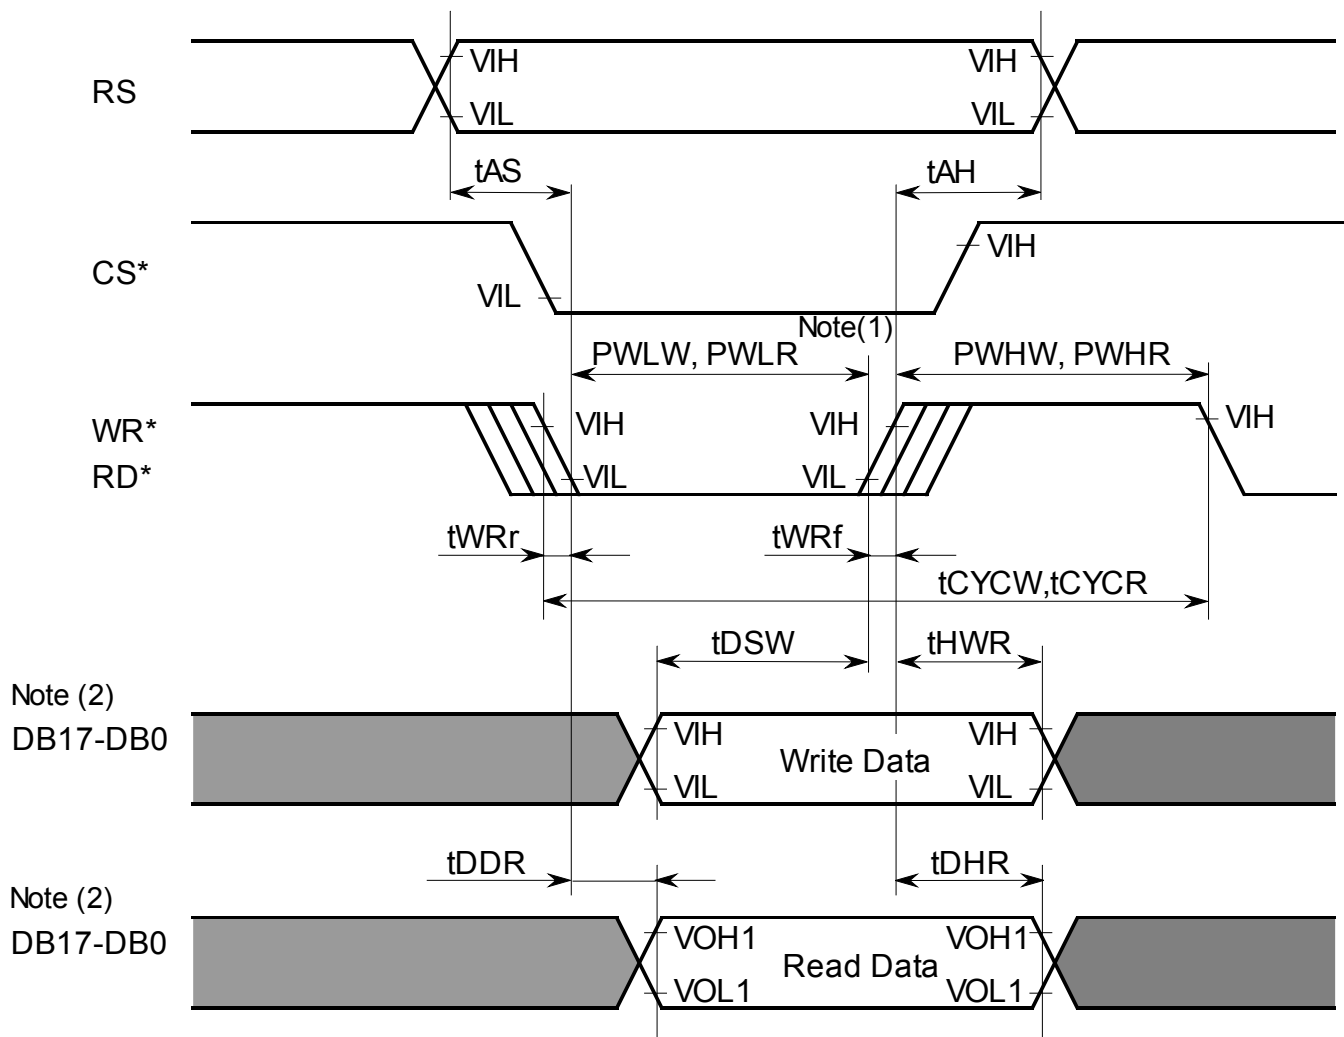 VIH VIH
RS
VIL VIL
tAS tAH
VIH
CS*
VIL
Note(1)
PWLW, PWLR PWHW, PWHR
VIH
WR* VIH VIH
RD* VIL VIL
tWRr tWRf
tCYCW,tCYCR
tDSW tHWR
Note (2)
DB17-DB0 VIH VIH
Write Data
VIL VIL
tDDR tDHR
Note (2)
DB17-DB0 VOH1 VOH1
Read Data
VOL1 VOL1